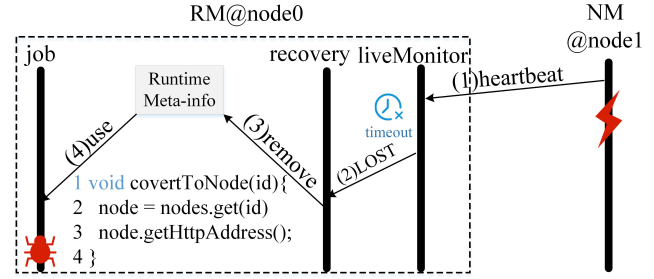 RM@node0
NM
@node1
job
recovery
liveMonitor
Runtime
Meta-info
(1)heartbeat
timeout
(2)LOST
(3)remove
(4)use
1 void covertToNode(id){
2 node = nodes.get(id)
3 node.getHttpAddress();
4 }